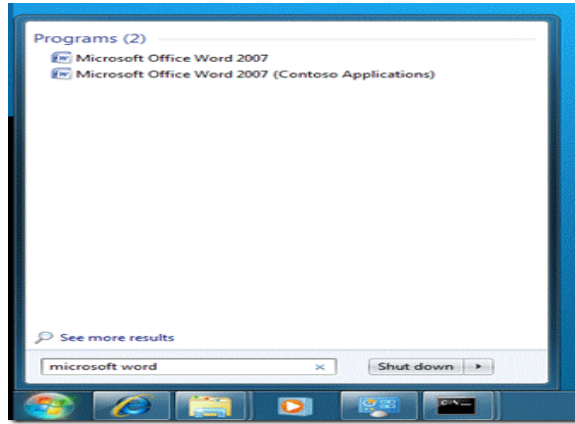 Programs (2)
Microsoft Office Word 2007
Microsoft Office Word 2007 (Contoso Applications)
See more results
microsoft word
Shut down